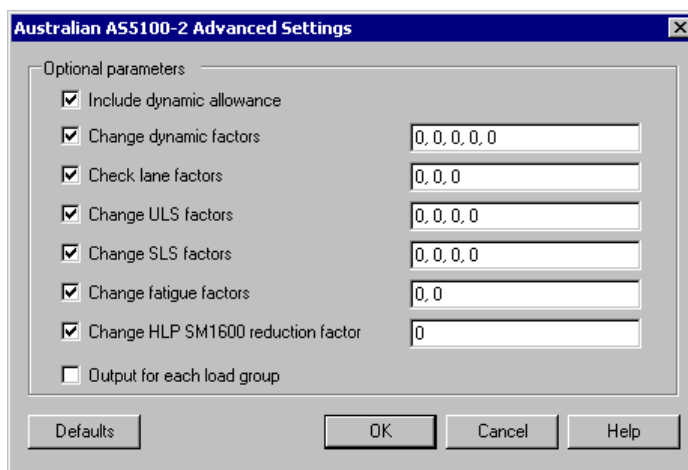 Australian AS5100-2 Advanced Settings
Optional parameters
Include dynamic allowance
Change dynamic factors 0, 0, 0, 0, 0
Check lane factors 0, 0, 0
Change ULS factors 0, 0, 0, 0
Change SLS factors 0, 0, 0, 0
Change fatigue factors 0, 0
Change HLP SM1600 reduction factor 0
Output for each load group
Defaults OK Cancel Help